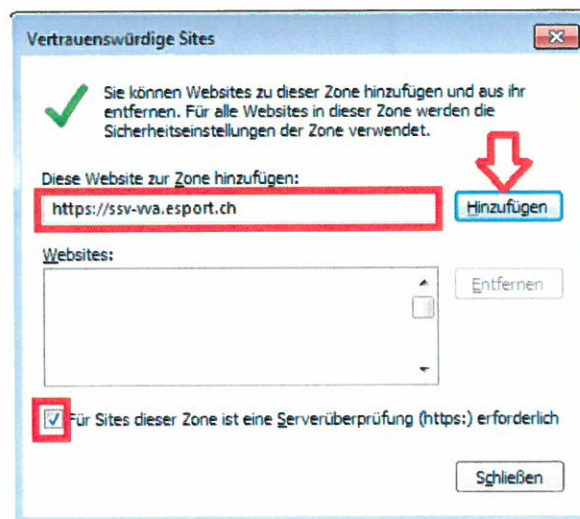 Vertrauenswürdige Sites
Sie können Websites zu dieser Zone hinzufügen und aus ihr
entfernen. Für alle Websites in dieser Zone werden die
Sicherheitseinstellungen der Zone verwendet.
Diese Website zur Zone hinzufügen:
https://ssv-vva.esport.ch
Hinzufügen
Websites:
Entfernen
Für Sites dieser Zone ist eine Serverüberprüfung (https:) erforderlich
Schließen